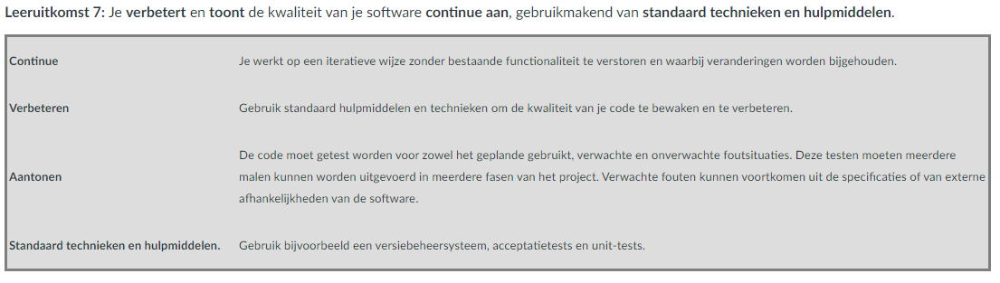 Leeruitkomst 7: Je verbetert en toont de kwaliteit van je software continue aan, gebruikmakend van standaard technieken en hulpmiddelen.
Continue Je werkt op een iteratieve wijze zonder bestaande functionaliteit te verstoren en waarbij veranderingen worden bijgehouden.
Verbeteren Gebruik standaard hulpmiddelen en technieken om de kwaliteit van je code te bewaken en te verbeteren.
De code moet getest worden voor zowel het geplande gebruikt, verwachte en onverwachte foutsituaties. Deze testen moeten meerdere
Aantonen malen kunnen worden uitgevoerd in meerdere fasen van het project. Verwachte fouten kunnen voortkomen uit de specificaties of van externe
afhankelijkheden van de software.
Standaard technieken en hulpmiddelen. Gebruik bijvoorbeeld een versiebeheersysteem, acceptatietests en unit-tests.